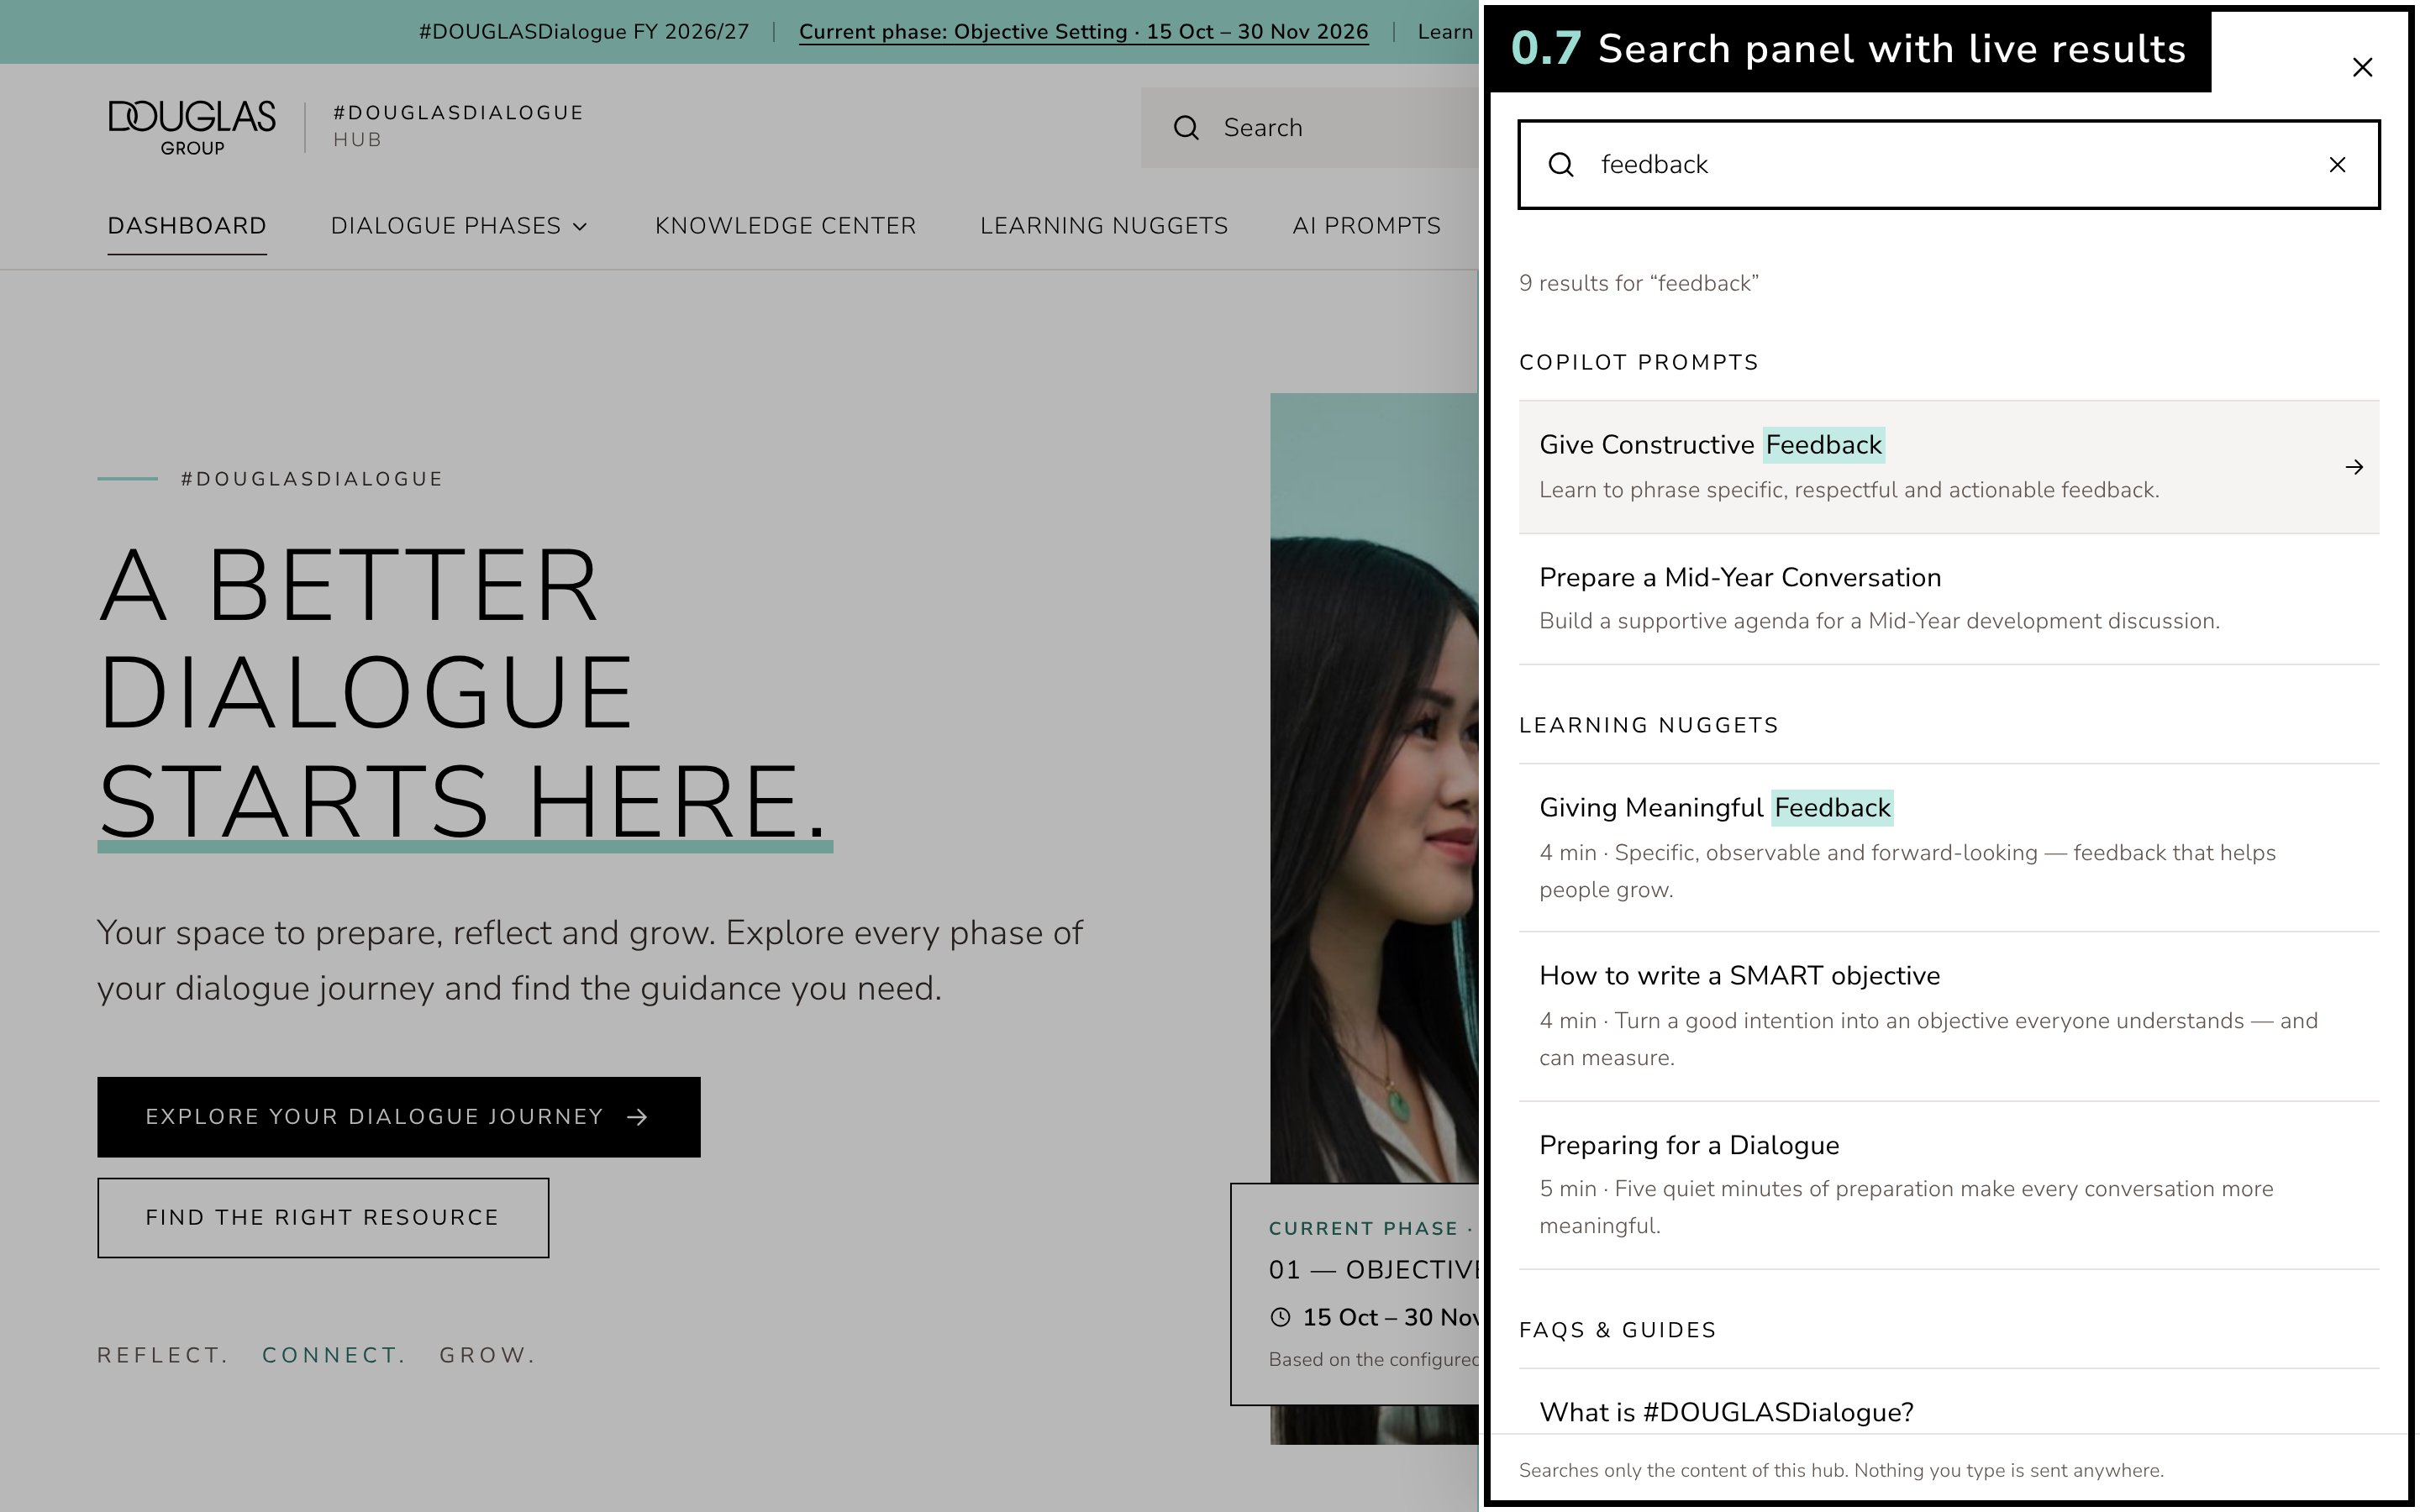 #DOUGLASDialogue FY 2026/27
Current phase: Objective Setting · 15 Oct – 30 Nov 2026
Learn
DOUGLAS
GROUP
#DOUGLASDIALOGUE
HUB
Search
DASHBOARD
DIALOGUE PHASES
KNOWLEDGE CENTER
LEARNING NUGGETS
AI PROMPTS
#DOUGLASDIALOGUE
A BETTER
DIALOGUE
STARTS HERE.
Your space to prepare, reflect and grow. Explore every phase of
your dialogue journey and find the guidance you need.
EXPLORE YOUR DIALOGUE JOURNEY
FIND THE RIGHT RESOURCE
REFLECT. CONNECT. GROW.
CURRENT PHASE ·
01 — OBJECTIVE
15 Oct – 30 Nov
Based on the configured
0.7 Search panel with live results
feedback
9 results for “feedback”
COPILOT PROMPTS
Give Constructive Feedback
Learn to phrase specific, respectful and actionable feedback.
Prepare a Mid-Year Conversation
Build a supportive agenda for a Mid-Year development discussion.
LEARNING NUGGETS
Giving Meaningful Feedback
4 min · Specific, observable and forward-looking — feedback that helps
people grow.
How to write a SMART objective
4 min · Turn a good intention into an objective everyone understands — and
can measure.
Preparing for a Dialogue
5 min · Five quiet minutes of preparation make every conversation more
meaningful.
FAQS & GUIDES
What is #DOUGLASDialogue?
Searches only the content of this hub. Nothing you type is sent anywhere.